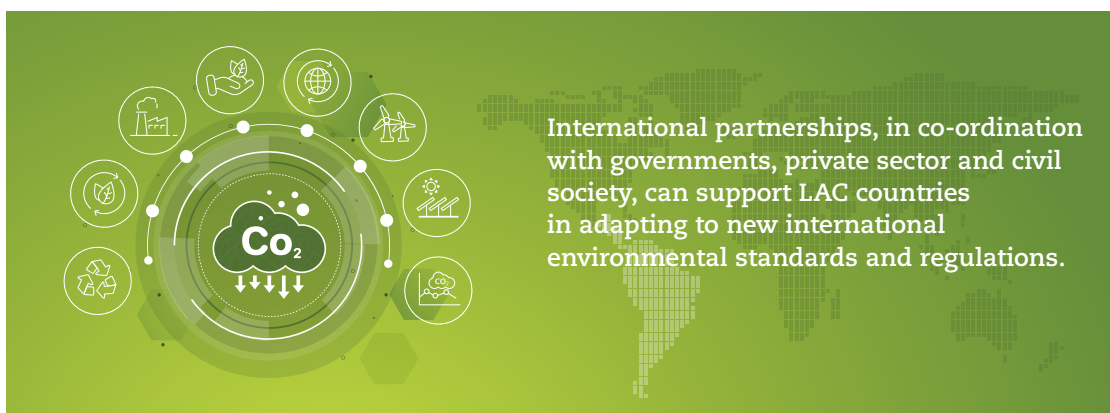 International partnerships, in co-ordination
with governments, private sector and civil
society, can support LAC countries
in adapting to new international
environmental standards and regulations.
Co₂
CO₂